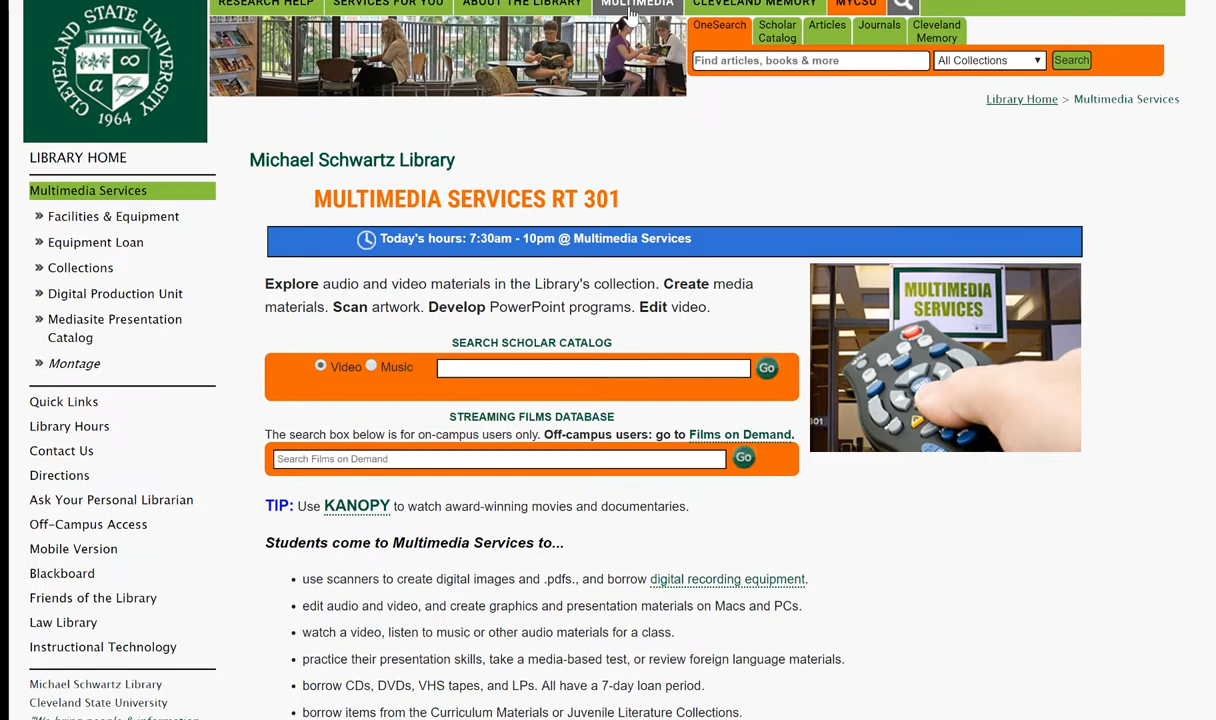 RESEARCH HELP
SERVICES FOR YOU
ABOUT THE LIBRARY
MULTIMEDIA
CLEVELAND MEMORY
MYCSU
CLEVELAND STATE UNIVERSITY
a
1964
OneSearch
Scholar Catalog
Articles
Journals
Cleveland Memory
Find articles, books & more
All Collections
Search
Library Home > Multimedia Services
LIBRARY HOME
Multimedia Services
» Facilities & Equipment
» Equipment Loan
» Collections
» Digital Production Unit
» Mediasite Presentation
Catalog
» Montage
Quick Links
Library Hours
Contact Us
Directions
Ask Your Personal Librarian
Off-Campus Access
Mobile Version
Blackboard
Friends of the Library
Law Library
Instructional Technology
Michael Schwartz Library
Cleveland State University
"We bring people & information
Michael Schwartz Library
MULTIMEDIA SERVICES RT 301
Today's hours: 7:30am - 10pm @ Multimedia Services
Explore audio and video materials in the Library's collection. Create media
materials. Scan artwork. Develop PowerPoint programs. Edit video.
SEARCH SCHOLAR CATALOG
Video Music
Go
STREAMING FILMS DATABASE
The search box below is for on-campus users only. Off-campus users: go to Films on Demand.
Search Films on Demand
Go
MULTIMEDIA
SERVICES
301
TIP: Use KANOPY to watch award-winning movies and documentaries.
Students come to Multimedia Services to...
• use scanners to create digital images and .pdfs., and borrow digital recording equipment.
• edit audio and video, and create graphics and presentation materials on Macs and PCs.
• watch a video, listen to music or other audio materials for a class.
• practice their presentation skills, take a media-based test, or review foreign language materials.
• borrow CDs, DVDs, VHS tapes, and LPs. All have a 7-day loan period.
• borrow items from the Curriculum Materials or Juvenile Literature Collections.